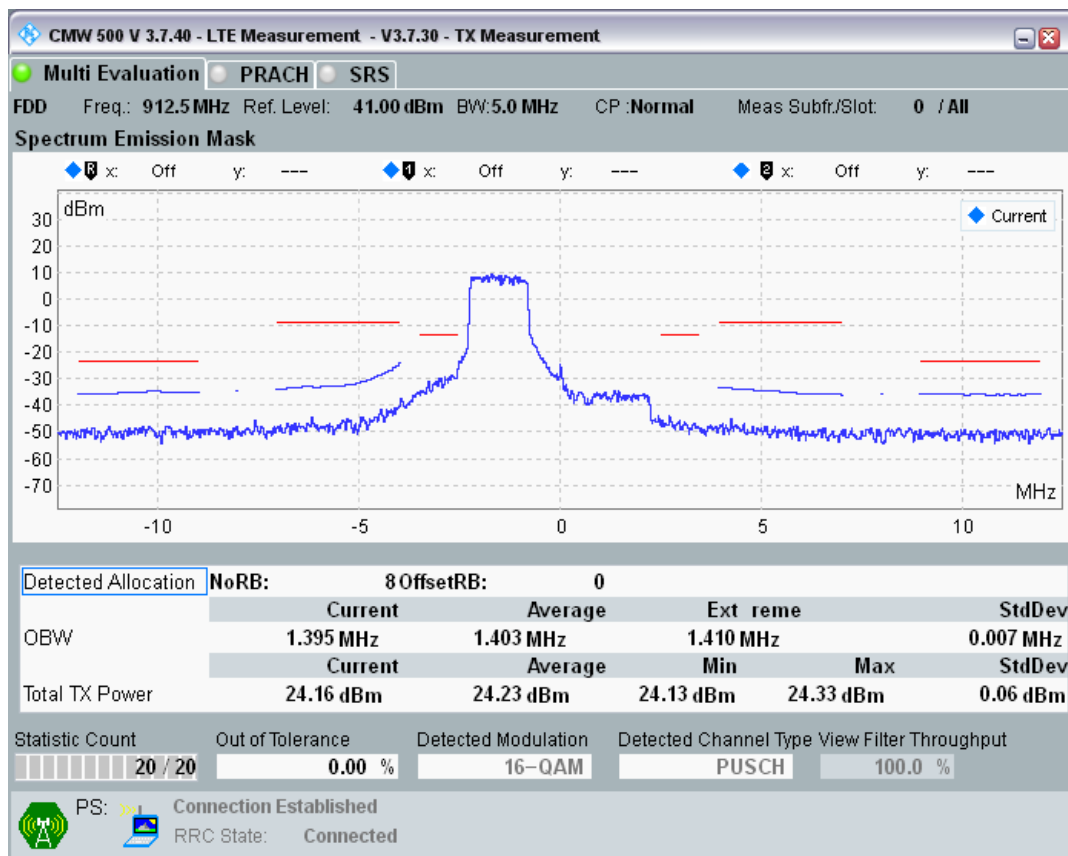 CMW 500 V 3.7.40 - LTE Measurement - V3.7.30 - TX Measurement
Multi Evaluation PRACH SRS
FDD Freq.: 912.5 MHz Ref. Level: 41.00 dBm BW:5.0 MHz CP :Normal Meas Subfr./Slot: 0 / All
Spectrum Emission Mask
R x: Off y: --- 1 x: Off y: --- 2 x: Off y: ---
dBm
Current
30
20
10
0
-10
-20
-30
-40
-50
-60
-70
MHz
-10 -5 0 5 10
Detected Allocation NoRB: 8 OffsetRB: 0
Current Average Ext reme StdDev
OBW 1.395 MHz 1.403 MHz 1.410 MHz 0.007 MHz
Current Average Min Max StdDev
Total TX Power 24.16 dBm 24.23 dBm 24.13 dBm 24.33 dBm 0.06 dBm
Statistic Count Out of Tolerance Detected Modulation Detected Channel Type View Filter Throughput
20 / 20 0.00 % 16-QAM PUSCH 100.0 %
PS: Connection Established
RRC State: Connected